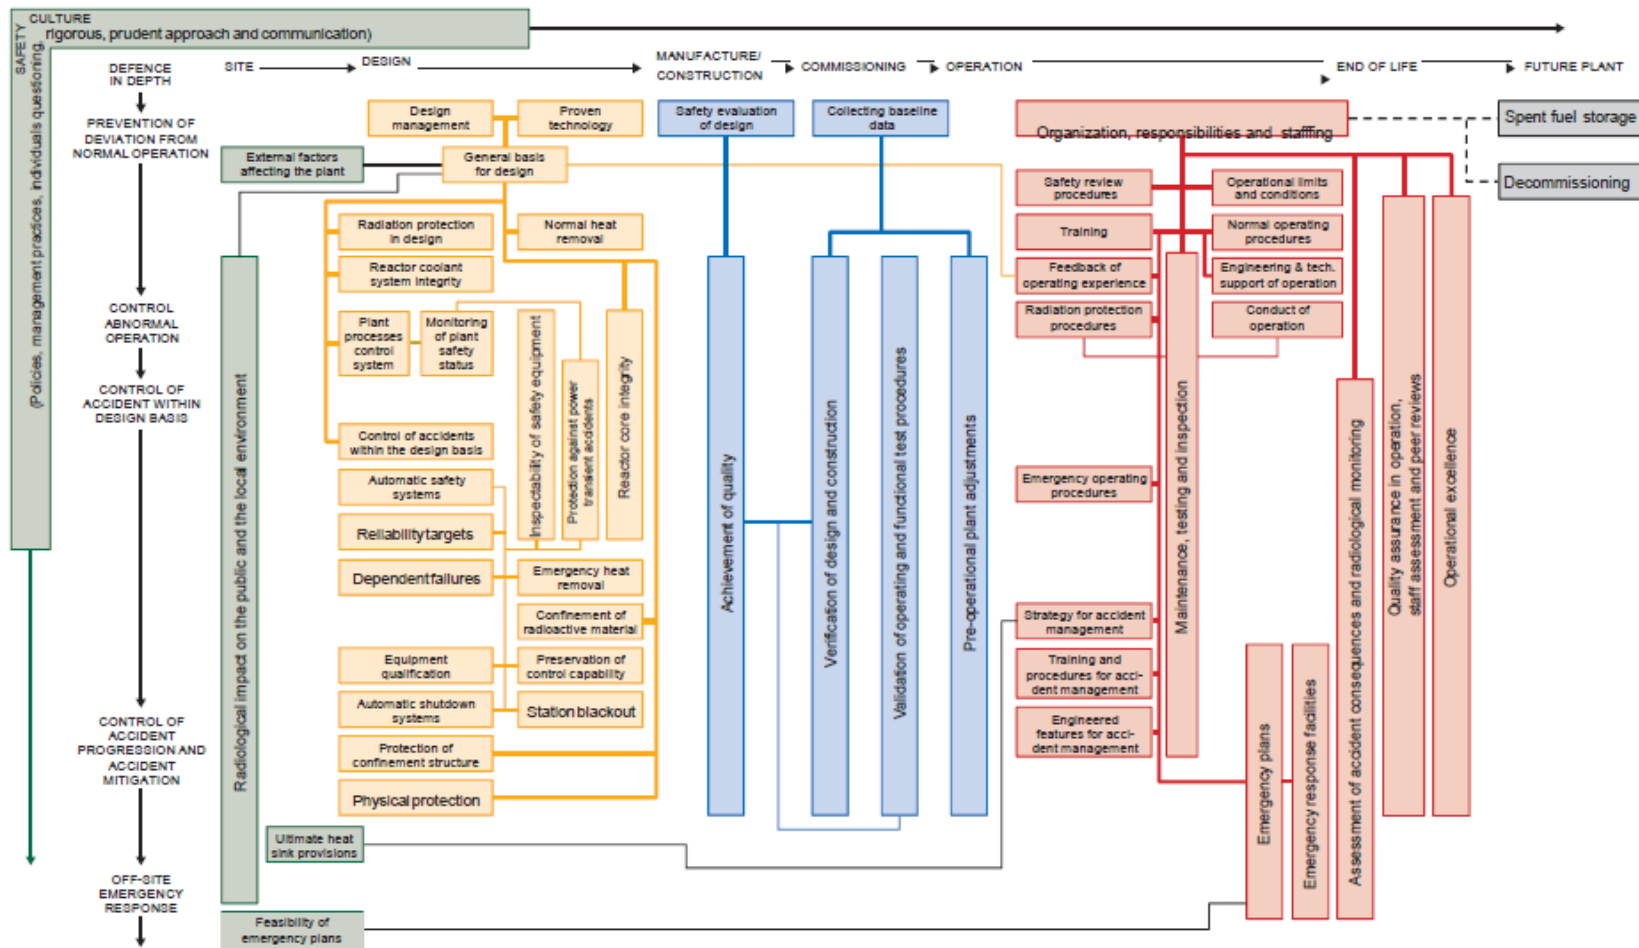 SAFETY
CULTURE
(Policies, management practices, individuals questioning,
rigorous, prudent approach and communication)
DEFENCE
IN DEPTH
SITE
DESIGN
MANUFACTURE/
CONSTRUCTION
COMMISSIONING
OPERATION
END OF LIFE
FUTURE PLANT
PREVENTION OF
DEVIATION FROM
NORMAL OPERATION
CONTROL
ABNORMAL
OPERATION
CONTROL OF
ACCIDENT WITHIN
DESIGN BASIS
CONTROL OF
ACCIDENT
PROGRESSION AND
ACCIDENT
MITIGATION
OFF-SITE
EMERGENCY
RESPONSE
External factors
affecting the plant
Radiological impact on the public and the local environment
Ultimate heat
sink provisions
Feasibility of
emergency plans
Design
management
Proven
technology
General basis
for design
Radiation protection
in design
Normal heat
removal
Reactor coolant
system integrity
Plant
processes
control
system
Monitoring
of plant
safety
status
Inspectability of safety equipment
Protection against power
transient accidents
Reactor core integrity
Control of accidents
within the design basis
Automatic safety
systems
Reliability targets
Dependent failures
Emergency heat
removal
Confinement of
radioactive material
Equipment
qualification
Preservation of
control capability
Automatic shutdown
systems
Station blackout
Protection of
confinement structure
Physical protection
Safety evaluation
of design
Collecting baseline
data
Achievement of quality
Verification of design and construction
Validation of operating and functional test procedures
Pre-operational plant adjustments
Organization, responsibilities and stafffing
Safety review
procedures
Operational limits
and conditions
Training
Normal operating
procedures
Feedback of
operating experience
Engineering & tech.
support of operation
Radiation protection
procedures
Conduct of
operation
Emergency operating
procedures
Strategy for accident
management
Training and
procedures for acci-
dent management
Engineered
features for acci-
dent management
Maintenance, testing and inspection
Emergency plans
Emergency response facilities
Assessment of accident consequences and radiological monitoring
Quality assurance in operation,
staff assessment and peer reviews
Operational excellence
Spent fuel storage
Decommissioning